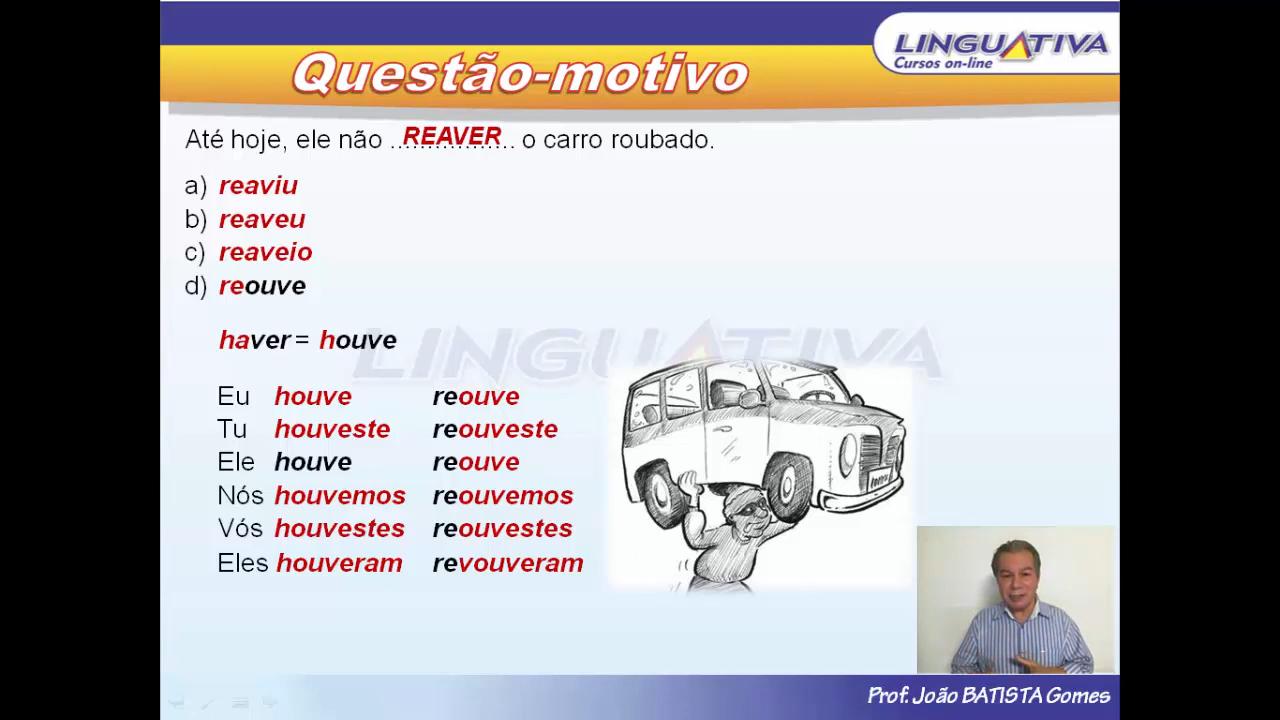 LINGUATIVA
Cursos on-line
Questão-motivo
Até hoje, ele não ...REAVER... o carro roubado.
a) reaviu
b) reaveu
c) reaveio
d) reouve
haver = houve
LINGUATIVA
Eu houve reouve
Tu houveste reouveste
Ele houve reouve
Nós houvemos reouvemos
Vós houvestes reouvestes
Eles houveram revouveram
Prof. João BATISTA Gomes